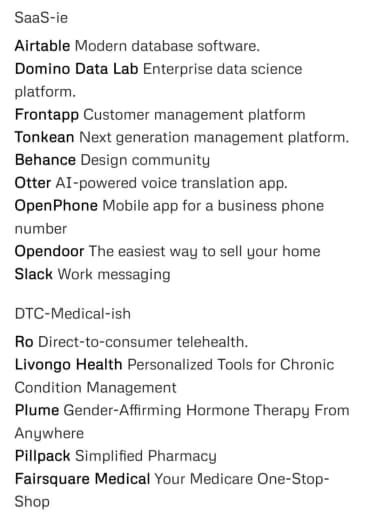 SaaS-ie
Airtable Modern database software.
Domino Data Lab Enterprise data science
platform.
Frontapp Customer management platform
Tonkean Next generation management platform.
Behance Design community
Otter AI-powered voice translation app.
OpenPhone Mobile app for a business phone
number
Opendoor The easiest way to sell your home
Slack Work messaging
DTC-Medical-ish
Ro Direct-to-consumer telehealth.
Livongo Health Personalized Tools for Chronic
Condition Management
Plume Gender-Affirming Hormone Therapy From
Anywhere
Pillpack Simplified Pharmacy
Fairsquare Medical Your Medicare One-Stop-
Shop